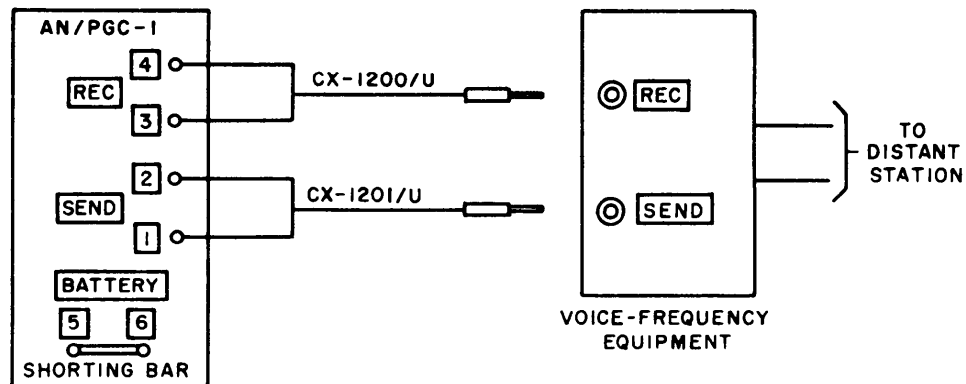 AN/PGC-1
4
REC
3
CX-1200/U
2
SEND
1
CX-1201/U
BATTERY
5 6
SHORTING BAR
REC
SEND
VOICE-FREQUENCY
EQUIPMENT
TO
DISTANT
STATION